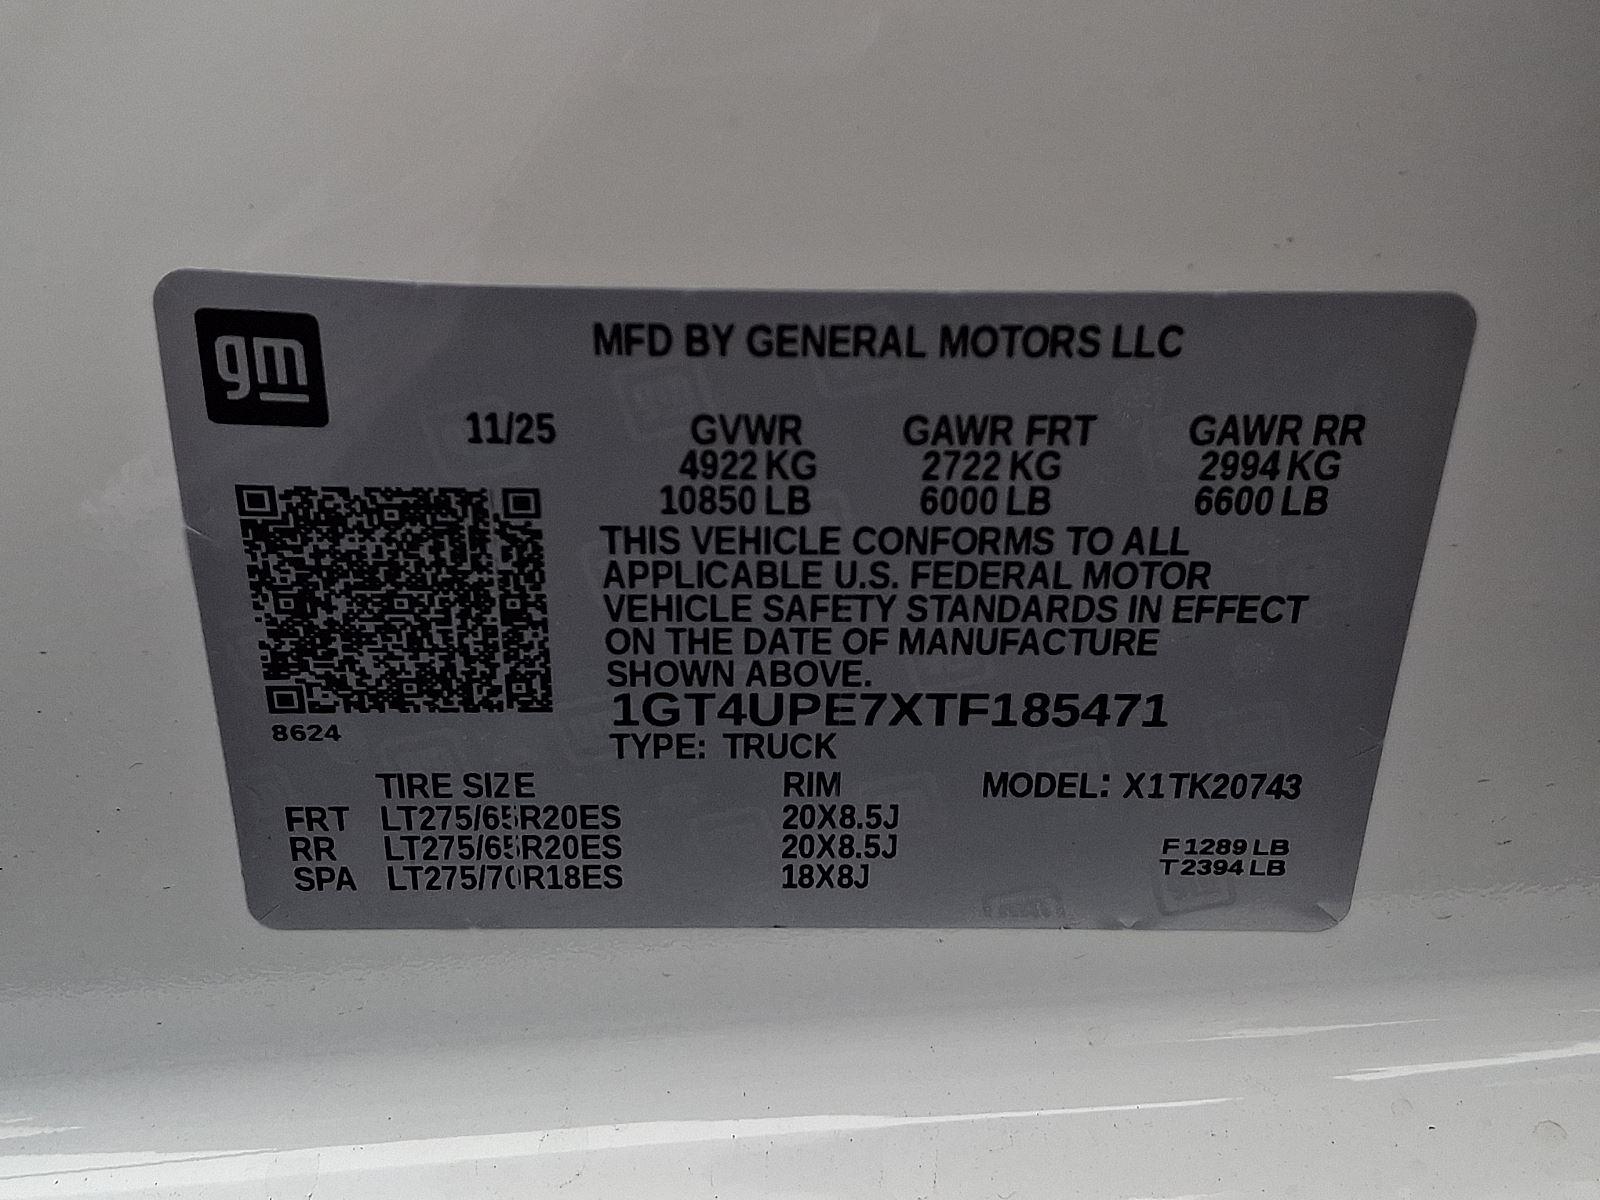 gm
MFD BY GENERAL MOTORS LLC
11/25 GVWR GAWR FRT GAWR RR
4922 KG 2722 KG 2994 KG
10850 LB 6000 LB 6600 LB
THIS VEHICLE CONFORMS TO ALL
APPLICABLE U.S. FEDERAL MOTOR
VEHICLE SAFETY STANDARDS IN EFFECT
ON THE DATE OF MANUFACTURE
SHOWN ABOVE.
1GT4UPE7XTF185471
8624
TYPE: TRUCK
TIRE SIZE RIM MODEL: X1TK20743
FRT LT275/65R20ES 20X8.5J
RR LT275/65R20ES 20X8.5J F 1289 LB
SPA LT275/70R18ES 18X8J T 2394 LB